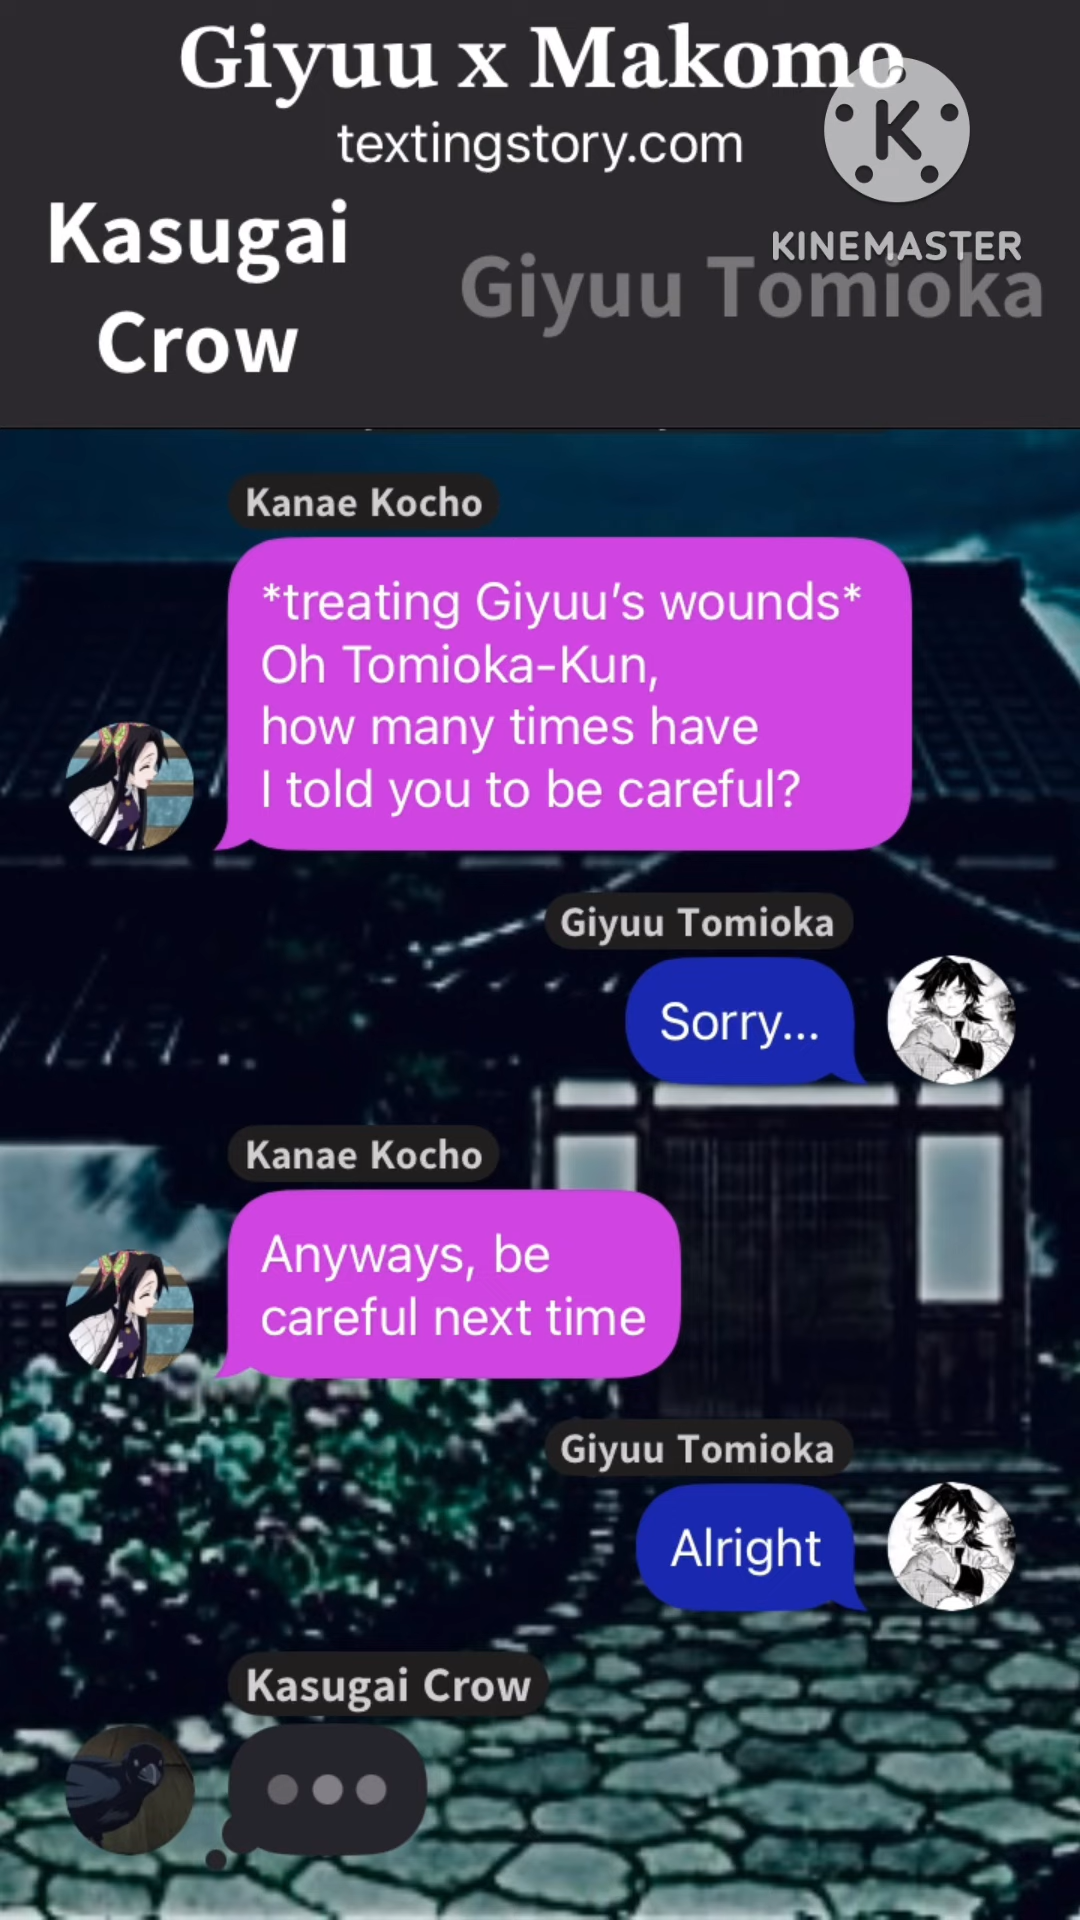 Giyuu x Makomo
textingstory.com
K
KINEMASTER
Kasugai
Crow
Giyuu Tomioka
Kanae Kocho
*treating Giyuu’s wounds*
Oh Tomioka-Kun,
how many times have
I told you to be careful?
Giyuu Tomioka
Sorry...
Kanae Kocho
Anyways, be
careful next time
Giyuu Tomioka
Alright
Kasugai Crow